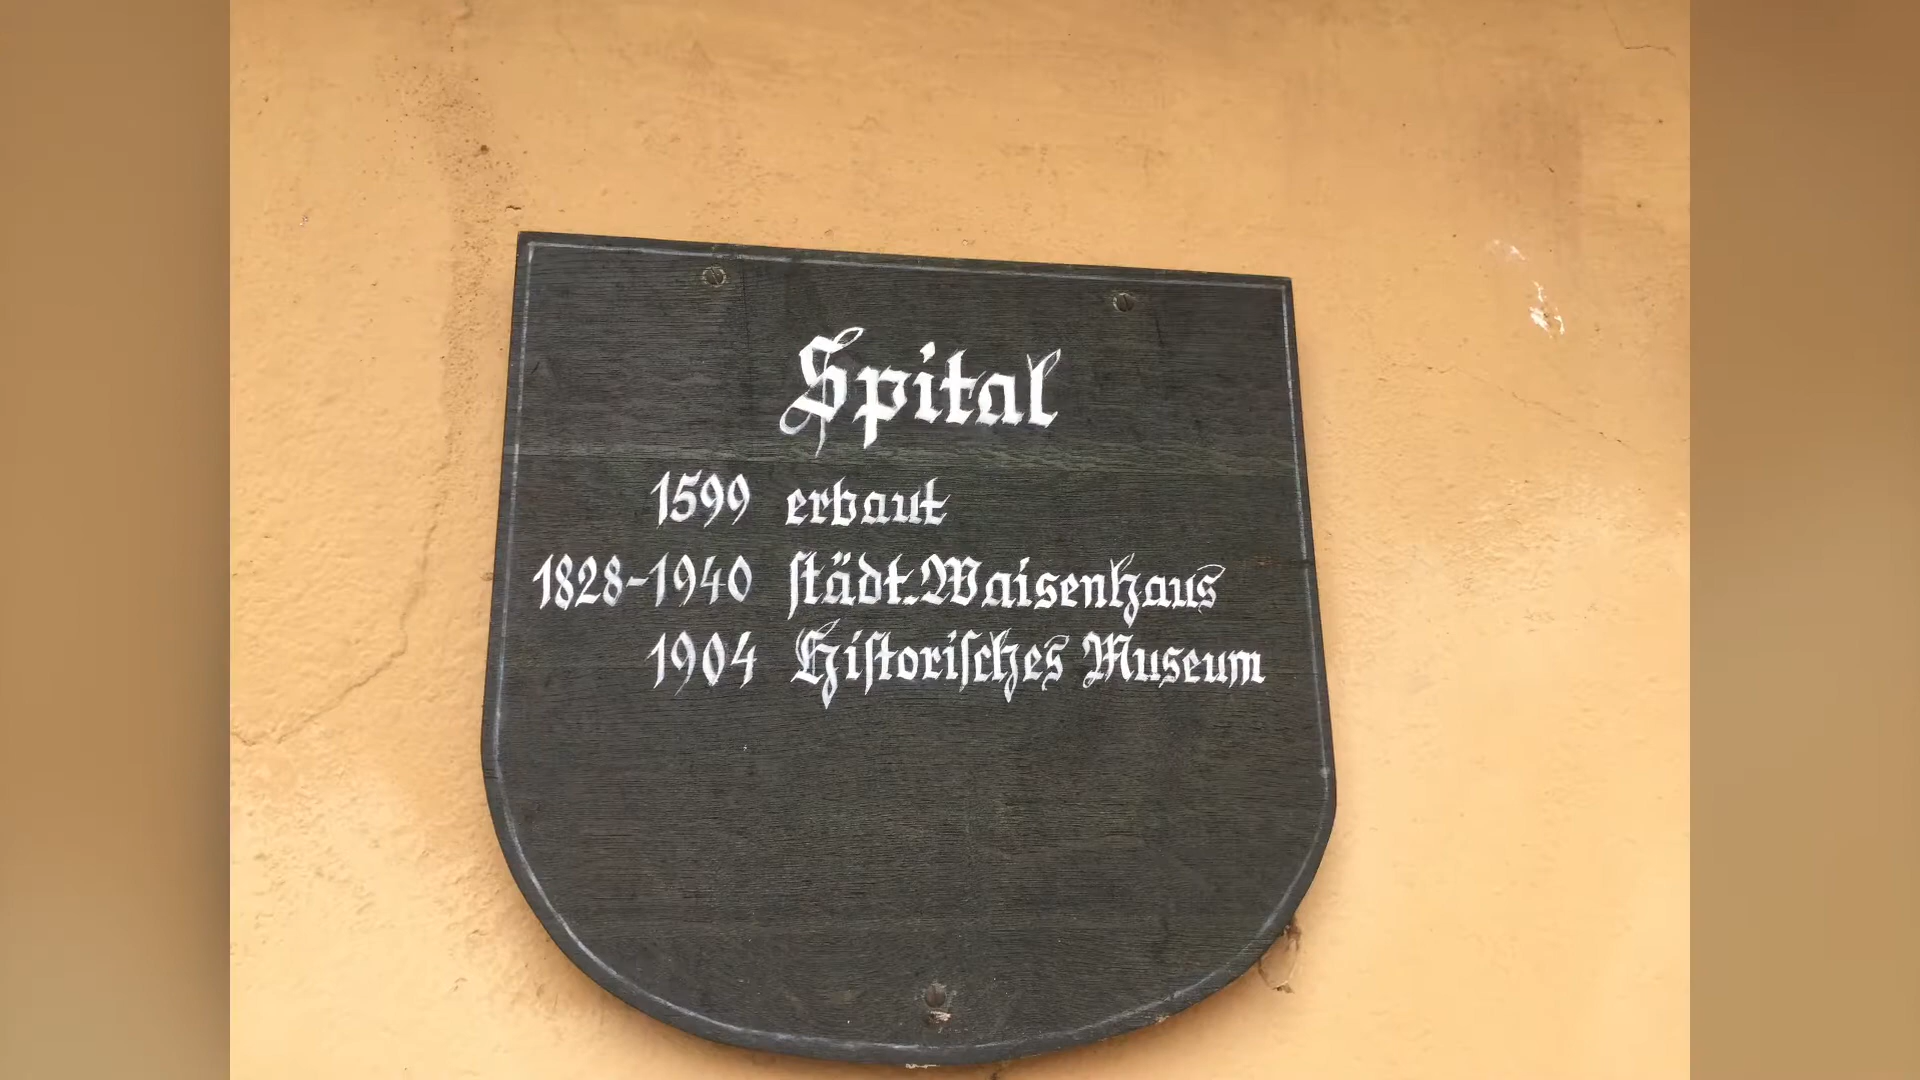 Spital
1599 erbaut
1828-1940 ſtädt. Waisenhaus
1904 Hiſtoriſches Museum